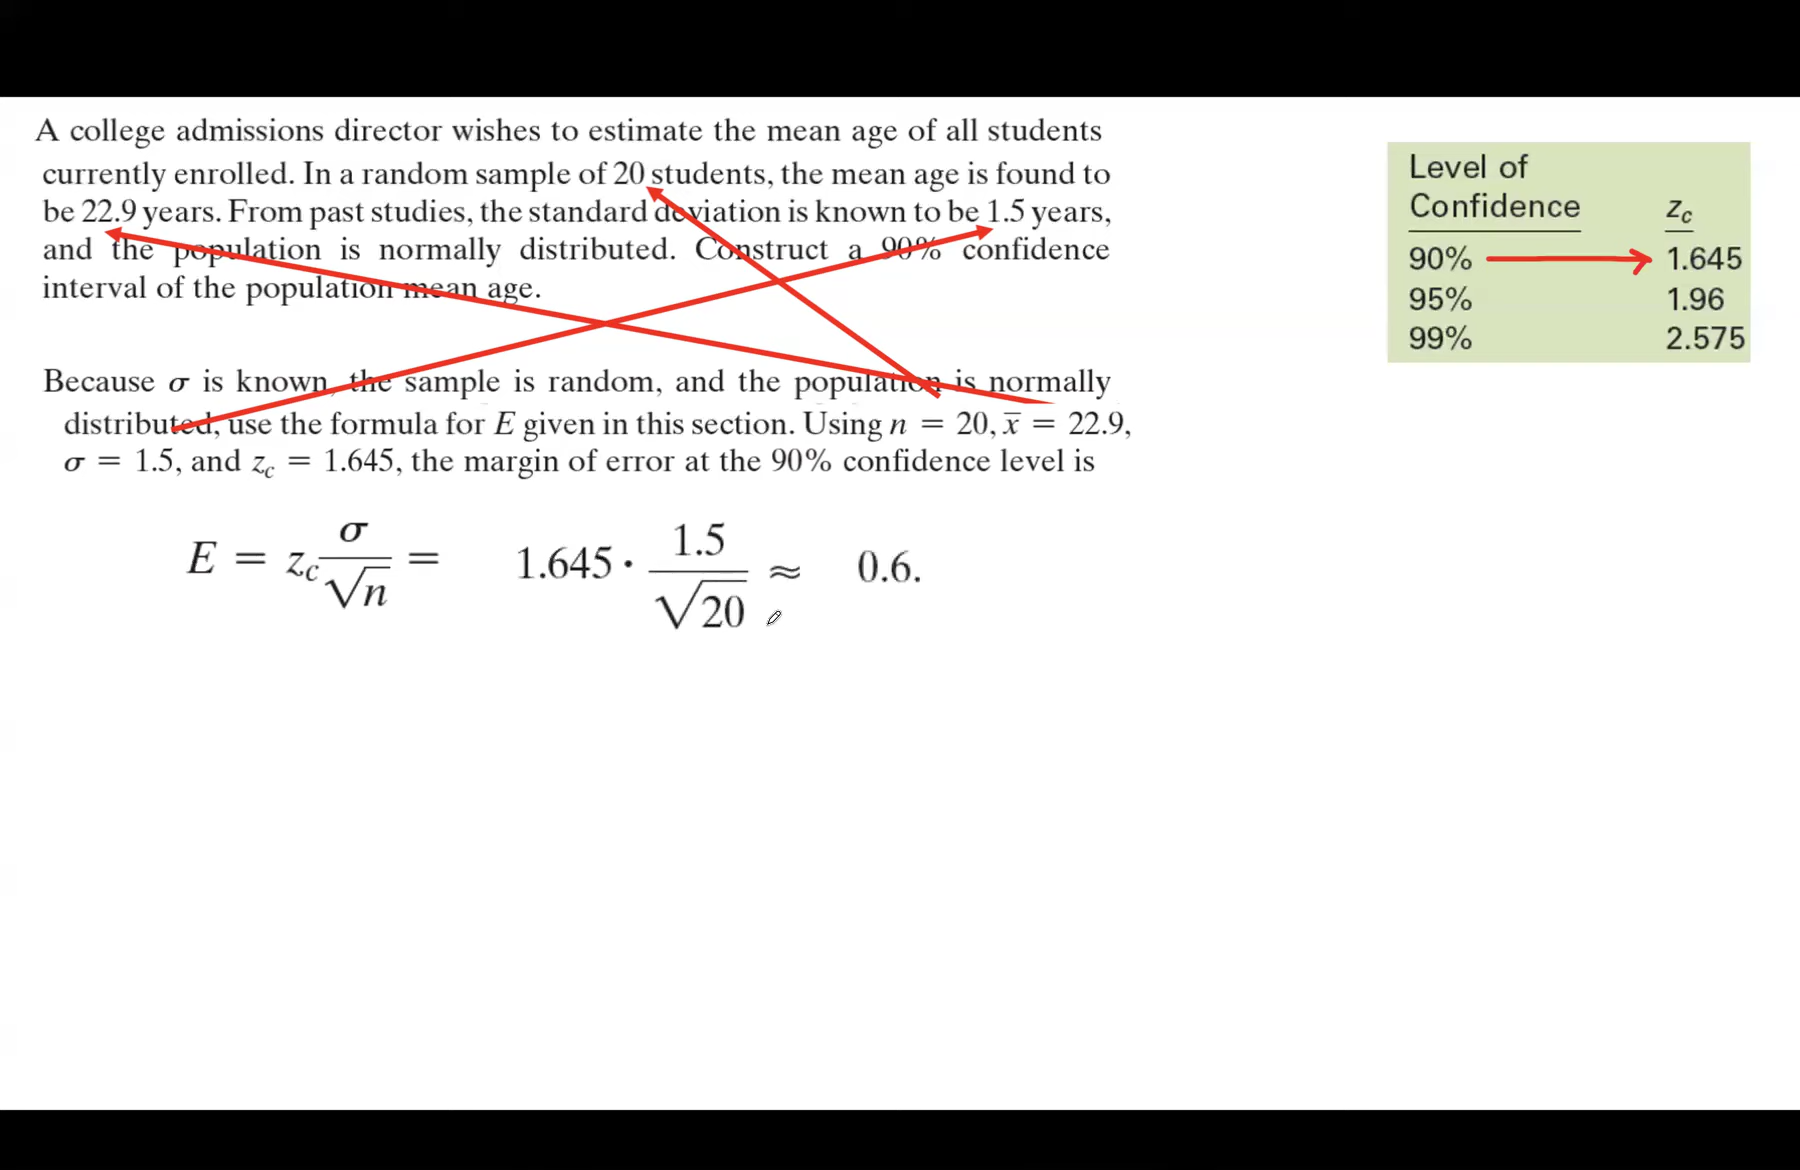 A college admissions director wishes to estimate the mean age of all students
currently enrolled. In a random sample of 20 students, the mean age is found to
be 22.9 years. From past studies, the standard deviation is known to be 1.5 years,
and the population is normally distributed. Construct a 90% confidence
interval of the population mean age.
Level of
Confidence z_c
90% 1.645
95% 1.96
99% 2.575
Because σ is known, the sample is random, and the population is normally
distributed, use the formula for E given in this section. Using n = 20, x̄ = 22.9,
σ = 1.5, and z_c = 1.645, the margin of error at the 90% confidence level is
E = z_c σ/√n = 1.645 · 1.5/√20 ≈ 0.6.